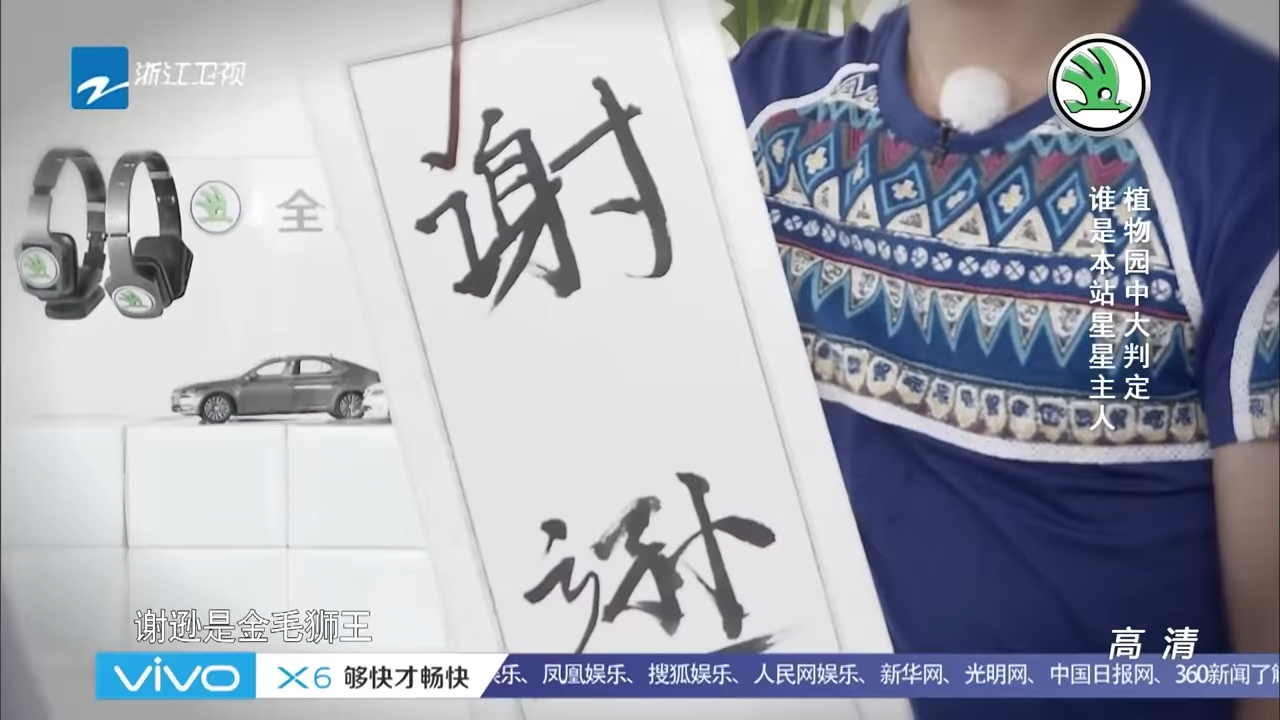 浙江卫视
全
谢
逊
植物园中大判定
谁是本站星星主人
谢逊是金毛狮王
高清
vivo X6 够快才畅快
娱乐、凤凰娱乐、搜狐娱乐、人民网娱乐、新华网、光明网、中国日报网、360新闻了解